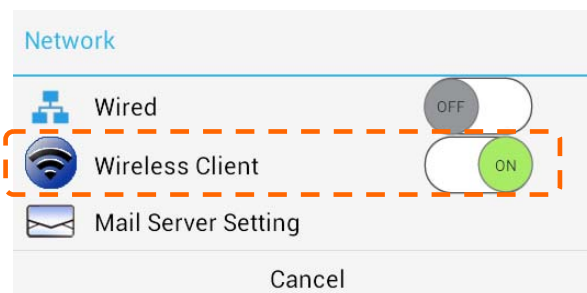 Network
Wired OFF
Wireless Client ON
Mail Server Setting
Cancel